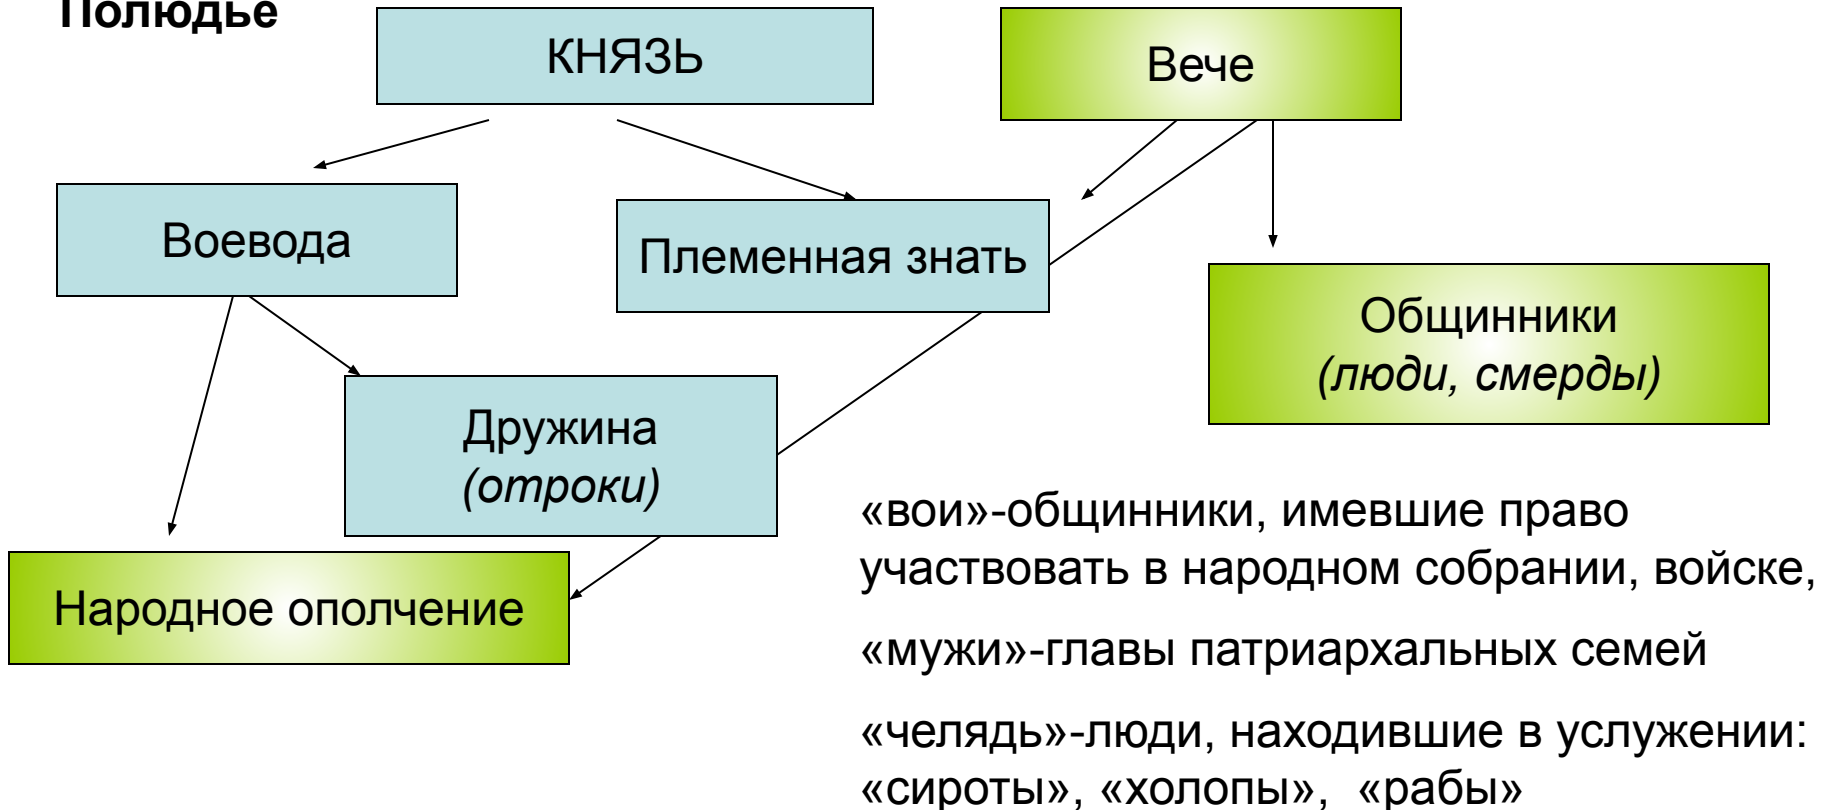 Полюдье
КНЯЗЬ
Вече
Воевода
Племенная знать
Общинники
(люди, смерды)
Дружина
(отроки)
Народное ополчение
«вои»-общинники, имевшие право
участвовать в народном собрании, войске,
«мужи»-главы патриархальных семей
«челядь»-люди, находившие в услужении:
«сироты», «холопы», «рабы»